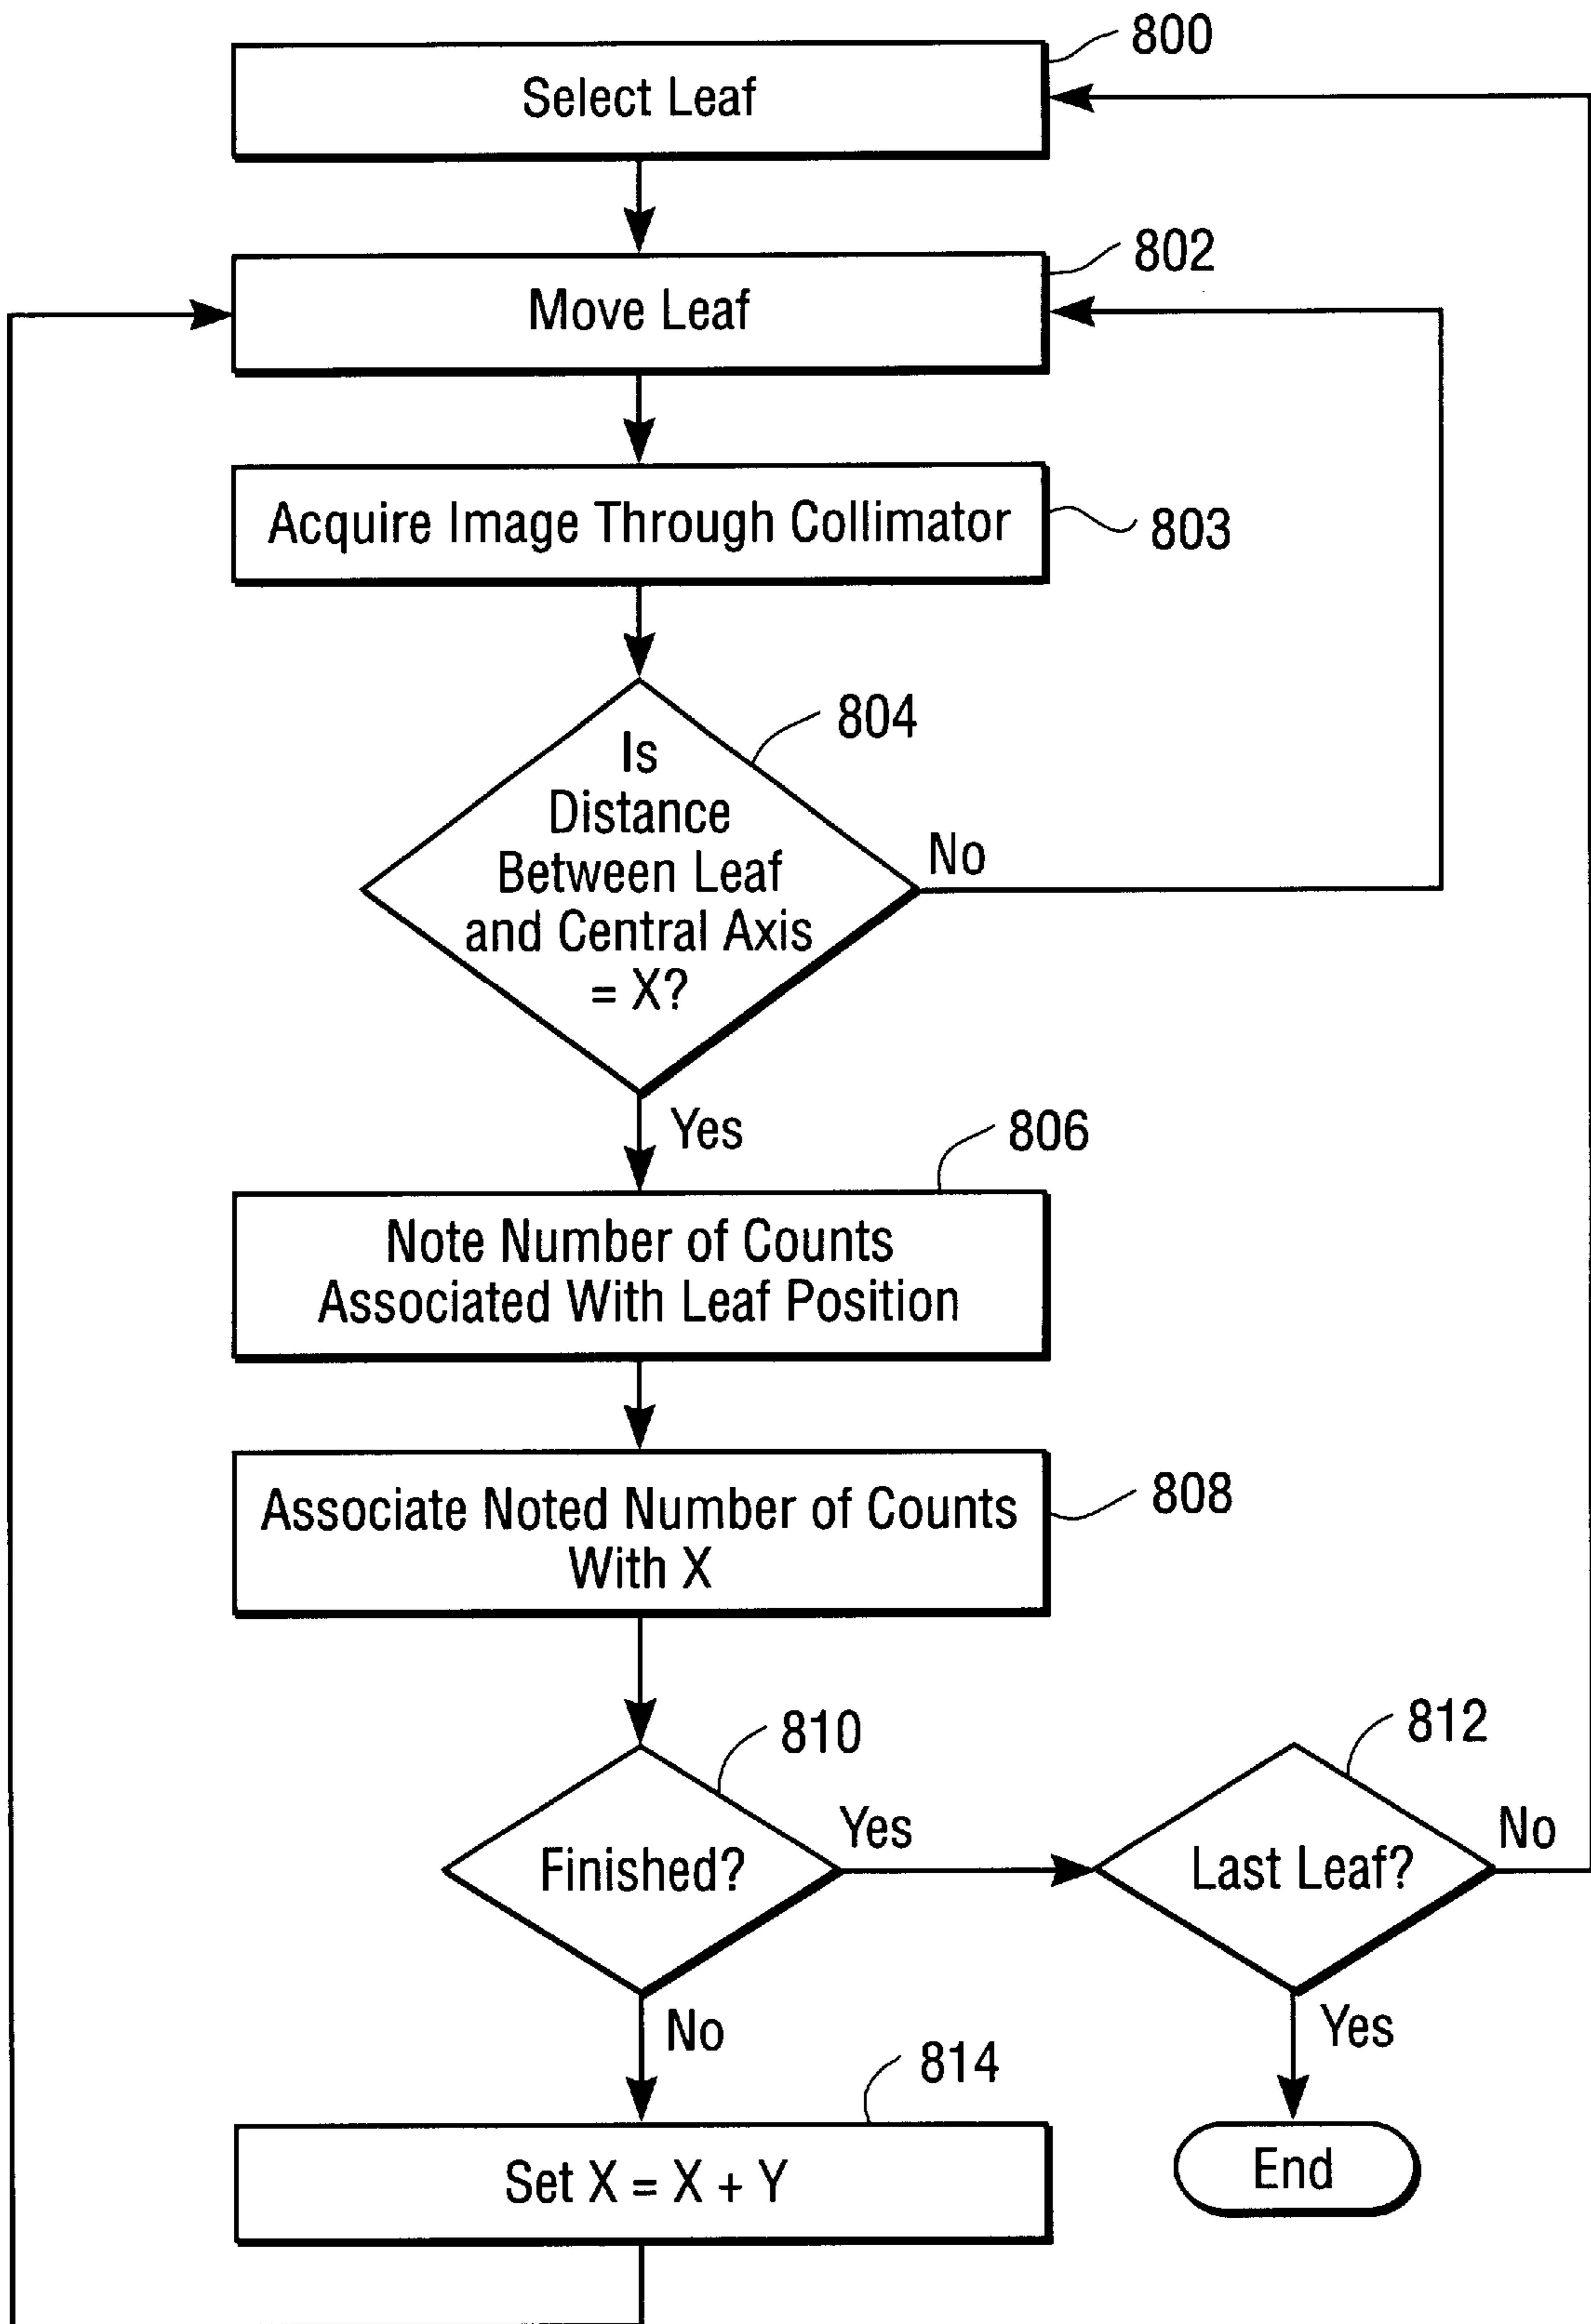 800
Select Leaf
802
Move Leaf
Acquire Image Through Collimator
803
804
Is
Distance
Between Leaf
and Central Axis
= X?
No
Yes
806
Note Number of Counts
Associated With Leaf Position
808
Associate Noted Number of Counts
With X
810
812
Finished?
Yes
Last Leaf?
No
No
Yes
814
Set X = X + Y
End